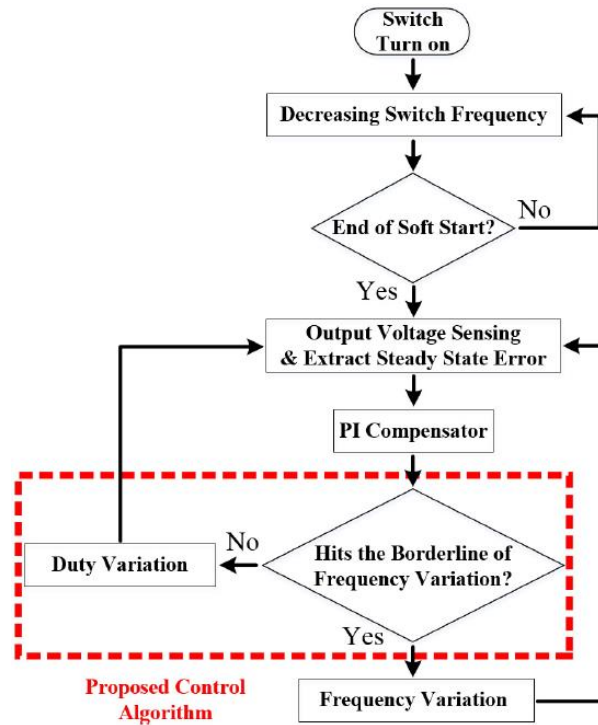 Switch
Turn on
Decreasing Switch Frequency
End of Soft Start?
No
Yes
Output Voltage Sensing
& Extract Steady State Error
PI Compensator
Hits the Borderline of
Frequency Variation?
No
Duty Variation
Yes
Proposed Control
Algorithm
Frequency Variation